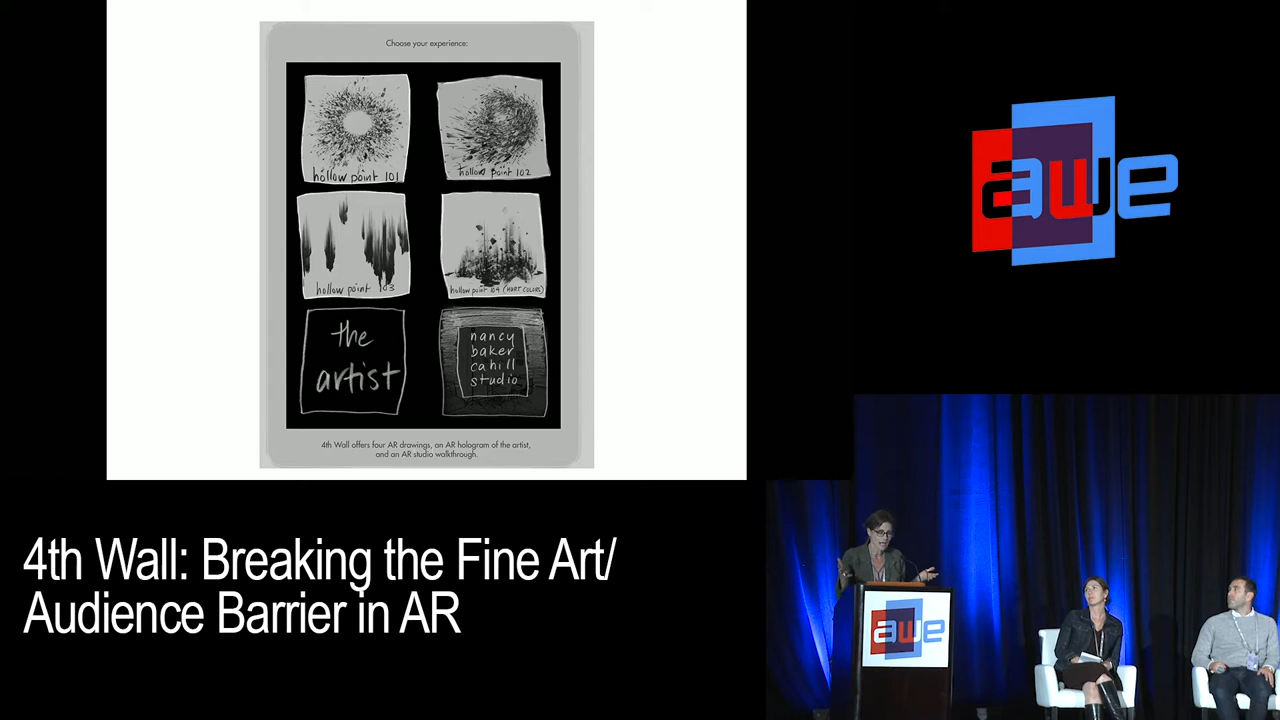 Choose your experience:
hollow point 101
hollow point 102
hollow point 103
hollow point 104 (MART COLORS)
the
artist
nancy
baker
cahill
studio
4th Wall offers four AR drawings, an AR hologram of the artist,
and an AR studio walkthrough.
awe
4th Wall: Breaking the Fine Art/
Audience Barrier in AR
awe